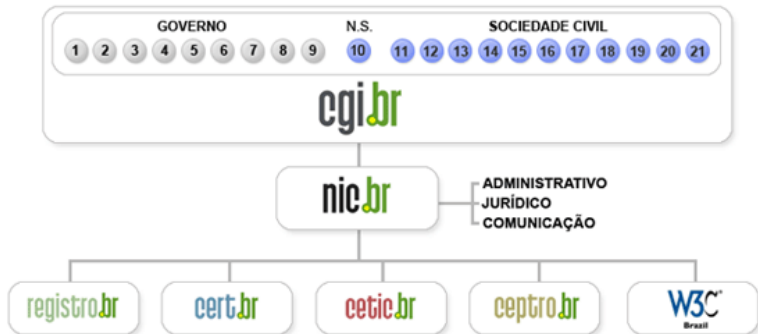 GOVERNO N.S. SOCIEDADE CIVIL
1 2 3 4 5 6 7 8 9 10 11 12 13 14 15 16 17 18 19 20 21
cgi.br
nic.br
ADMINISTRATIVO
JURÍDICO
COMUNICAÇÃO
registro.br cert.br cetic.br ceptro.br W3C®
Brazil